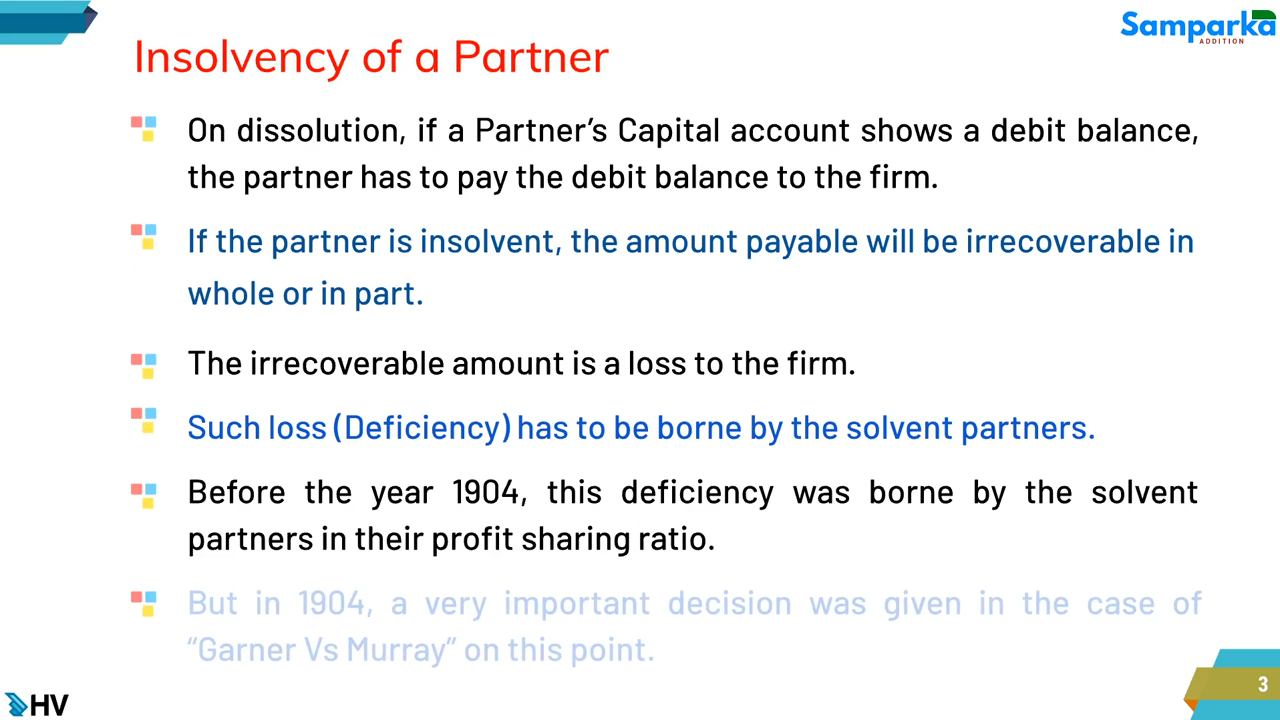 Samparka
ADDITION
Insolvency of a Partner
On dissolution, if a Partner’s Capital account shows a debit balance,
the partner has to pay the debit balance to the firm.
If the partner is insolvent, the amount payable will be irrecoverable in
whole or in part.
The irrecoverable amount is a loss to the firm.
Such loss (Deficiency) has to be borne by the solvent partners.
Before the year 1904, this deficiency was borne by the solvent
partners in their profit sharing ratio.
But in 1904, a very important decision was given in the case of
“Garner Vs Murray” on this point.
3
HV